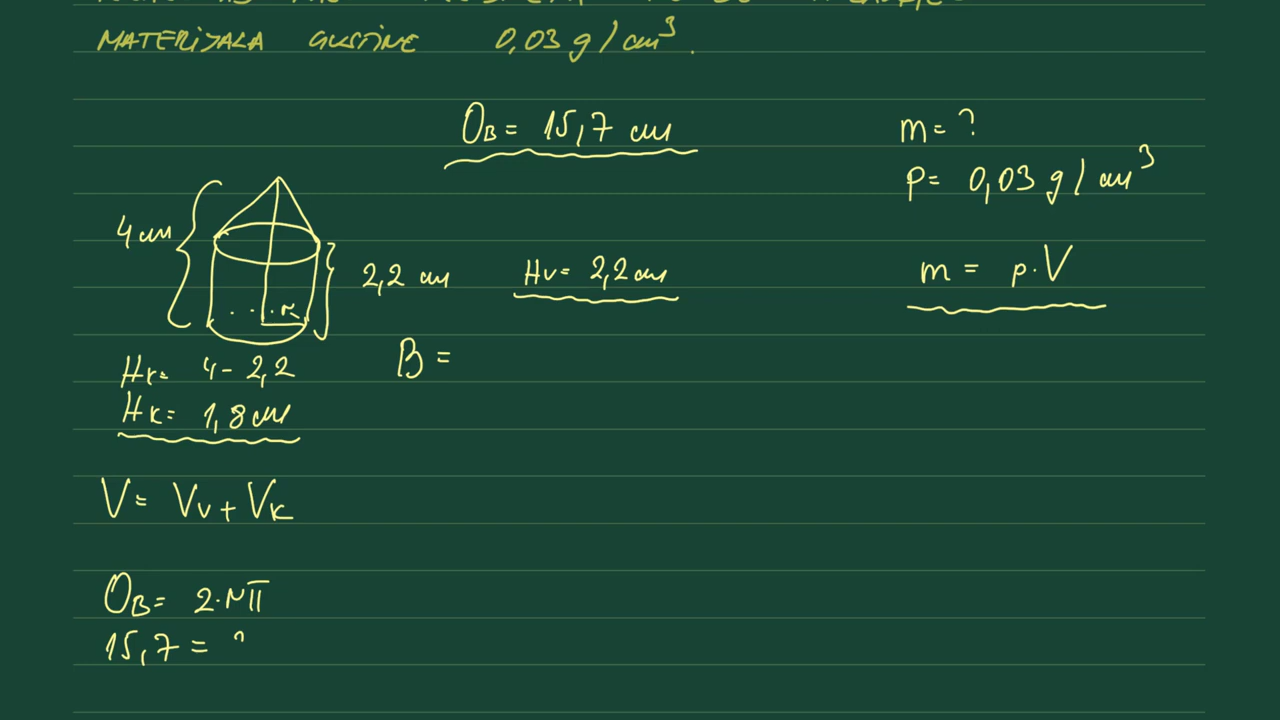 MATERIJALA GUSTINE 0,03 g/cm³.
O_B = 15,7 cm
m = ?
ρ = 0,03 g/cm³
4 cm
2,2 cm
r
H_V = 2,2 cm
m = ρ·V
H_K = 4 - 2,2
B =
H_K = 1,8 cm
V = V_V + V_K
O_B = 2·rπ
15,7 =